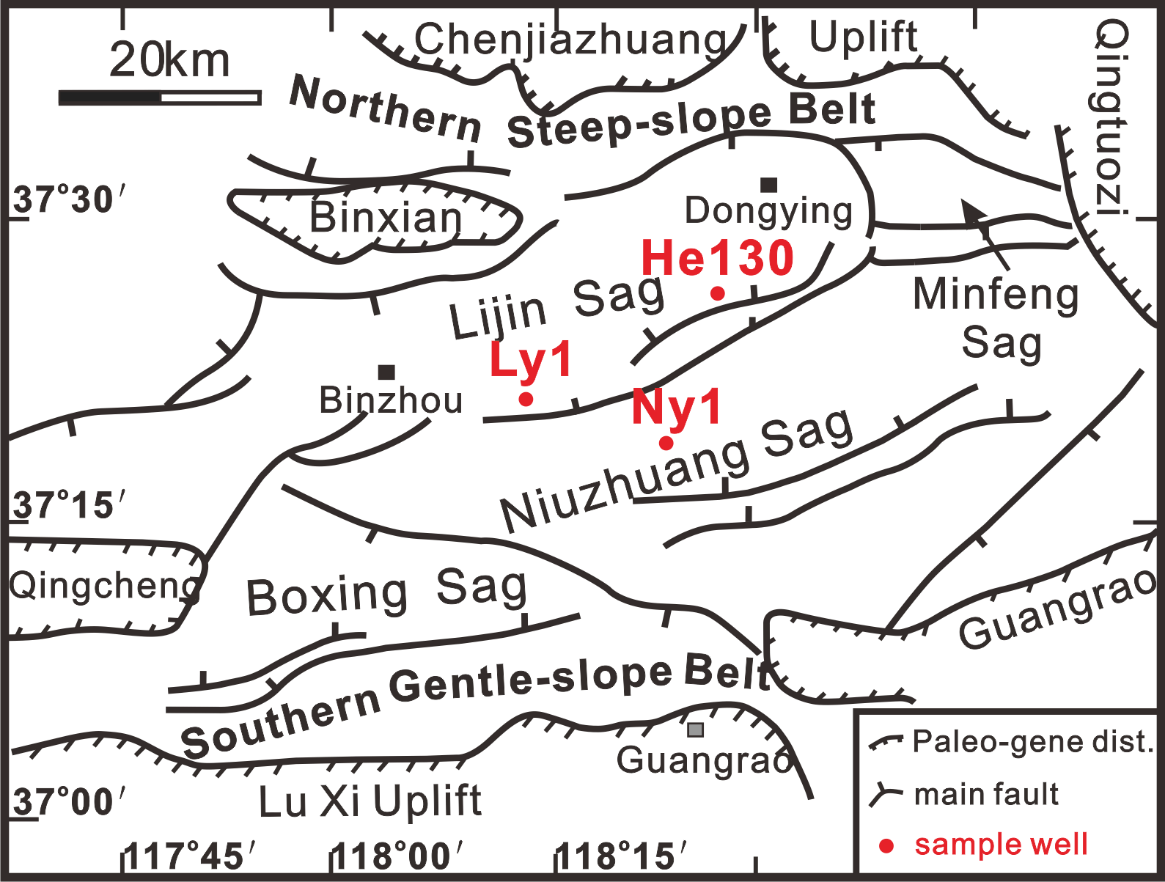 Chenjiazhuang
Uplift
Qingtuozi
20km
Northern Steep-slope Belt
37°30′
Binxian
Dongying
He130
Minfeng
Sag
Lijin Sag
Ly1
Binzhou
Ny1
Niuzhuang Sag
37°15′
Qingcheng
Boxing Sag
Guangrao
Southern Gentle-slope Belt
Guangrao
Lu Xi Uplift
37°00′
117°45′
118°00′
118°15′
Paleo-gene dist.
main fault
sample well